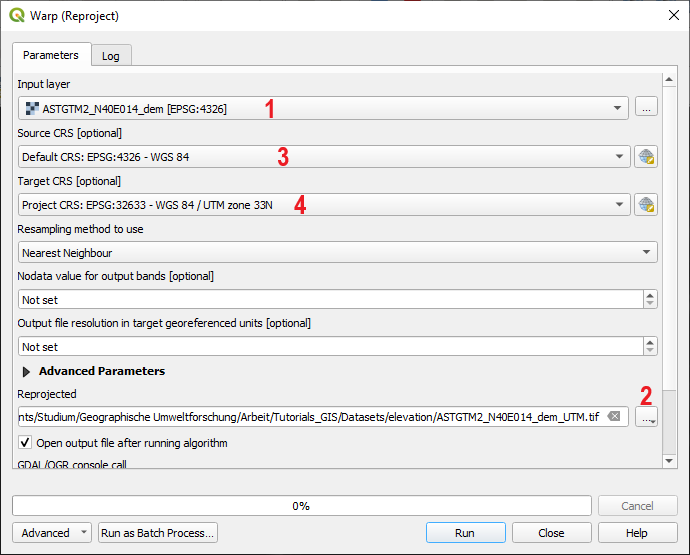 Warp (Reproject)
Parameters
Log
Input layer
ASTGTM2_N40E014_dem [EPSG:4326]
1
...
Source CRS [optional]
Default CRS: EPSG:4326 - WGS 84
3
Target CRS [optional]
Project CRS: EPSG:32633 - WGS 84 / UTM zone 33N
4
Resampling method to use
Nearest Neighbour
Nodata value for output bands [optional]
Not set
Output file resolution in target georeferenced units [optional]
Not set
Advanced Parameters
Reprojected
2
nts/Studium/Geographische Umweltforschung/Arbeit/Tutorials_GIS/Datasets/elevation/ASTGTM2_N40E014_dem_UTM.tif
...
Open output file after running algorithm
GDAL/OGR console call
0%
Cancel
Advanced
Run as Batch Process...
Run
Close
Help